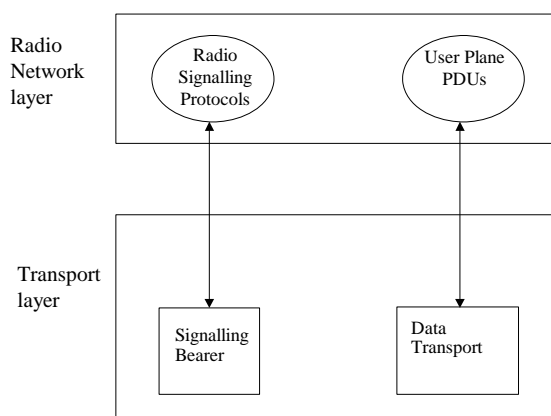 Radio
Network
layer
Radio
Signalling
Protocols
User Plane
PDUs
Transport
layer
Signalling
Bearer
Data
Transport